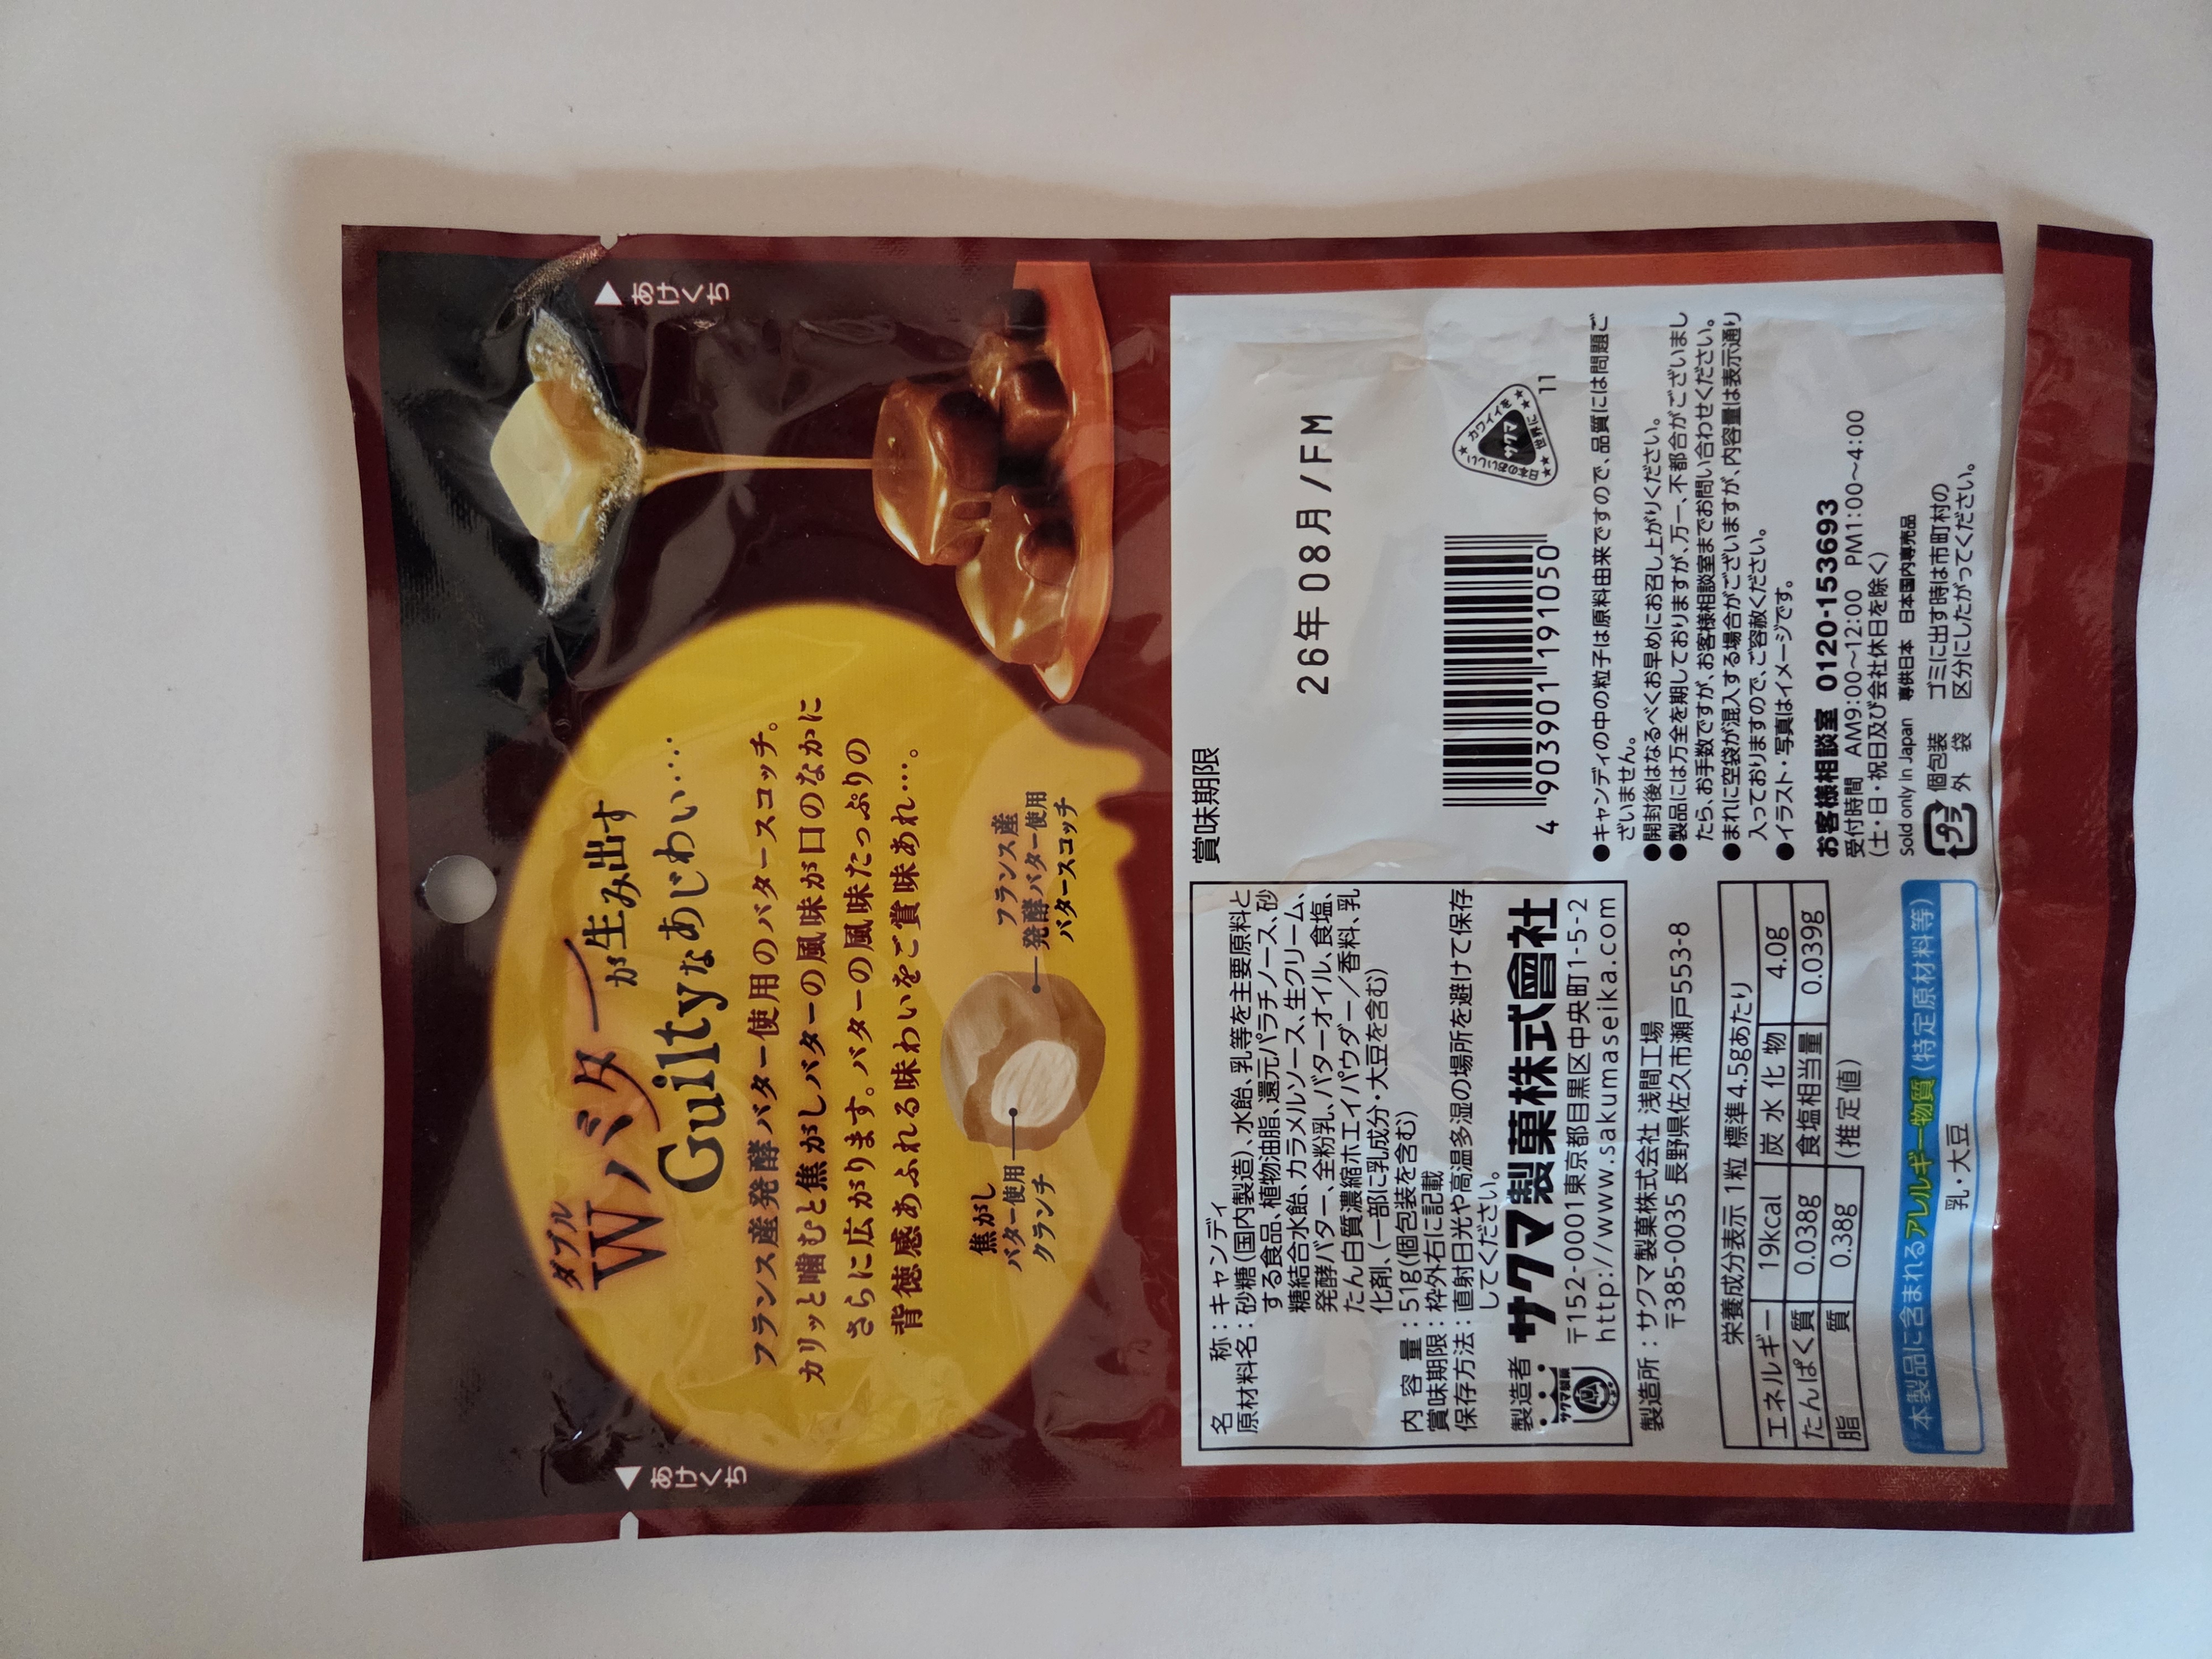 あけくち
あけくち
ダブル
Wバターが生み出す
Guiltyなあじわい…
フランス産発酵バター使用のバタースコッチ。
カリッと噛むと焦がしバターの風味が口のなかに
さらに広がります。バターの風味たっぷりの
背徳感あふれる味わいをご賞味あれ…。
焦がし
バター使用
クランチ
フランス産
発酵バター使用
バタースコッチ
名称：キャンディ
原材料名：砂糖(国内製造)、水飴、乳等を主要原料と
する食品、植物油脂、還元パラチノース、砂
糖結合水飴、カラメルソース、生クリーム、
発酵バター、全粉乳、バターオイル、食塩、
たん白質濃縮ホエイパウダー／香料、乳
化剤、(一部に乳成分・大豆を含む)
内容量：51g(個包装を含む)
賞味期限：枠外右に記載
保存方法：直射日光や高温多湿の場所を避けて保存
してください。
製造者 サクマ製菓株式會社
〒152-0001東京都目黒区中央町1-5-2
http://www.sakumaseika.com
製造所：サクマ製菓株式会社 浅間工場
〒385-0035 長野県佐久市瀬戸553-8
栄養成分表示 1粒 標準4.5gあたり
エネルギー 19kcal 炭水化物 4.0g
たんぱく質 0.038g 食塩相当量 0.039g
脂質 0.38g (推定値)
本製品に含まれるアレルギー物質(特定原材料等)
乳・大豆
賞味期限
26年08月/FM
4 903901 191050
日本のおいしい
カワイイを
世界に
サクマ
11
●キャンディの中の粒子は原料由来ですので、品質には問題ご
ざいません。
●開封後はなるべくお早めにお召し上がりください。
●製品には万全を期しておりますが、万一、不都合がございまし
たら、お手数ですが、お客様相談室までお問い合わせください。
●まれに空袋が混入する場合がございますが、内容量は表示通り
入っておりますので、ご容赦ください。
●イラスト・写真はイメージです。
お客様相談室 0120-153693
受付時間 AM9:00～12:00 PM1:00～4:00
(土・日・祝日及び会社休日を除く)
Sold only in Japan 専供日本 日本国内専売品
プラ
個包装
外袋
ゴミに出す時は市町村の
区分にしたがってください。